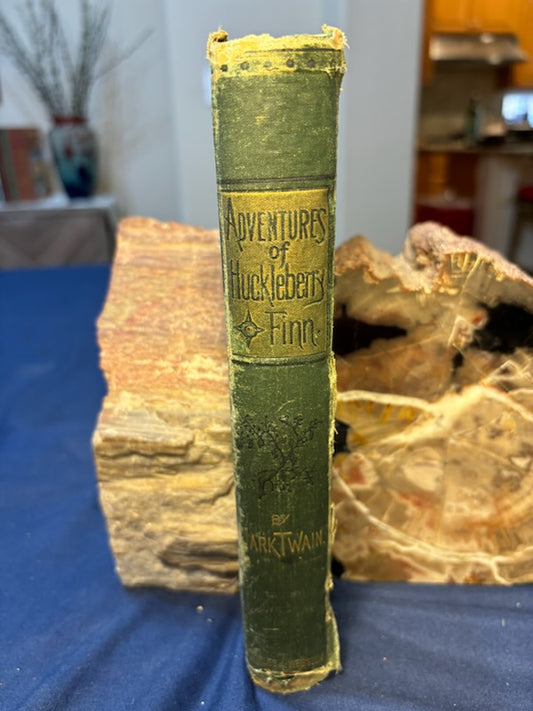 ADVENTURES
of
Huckleberry
Finn.
BY
MARK TWAIN.